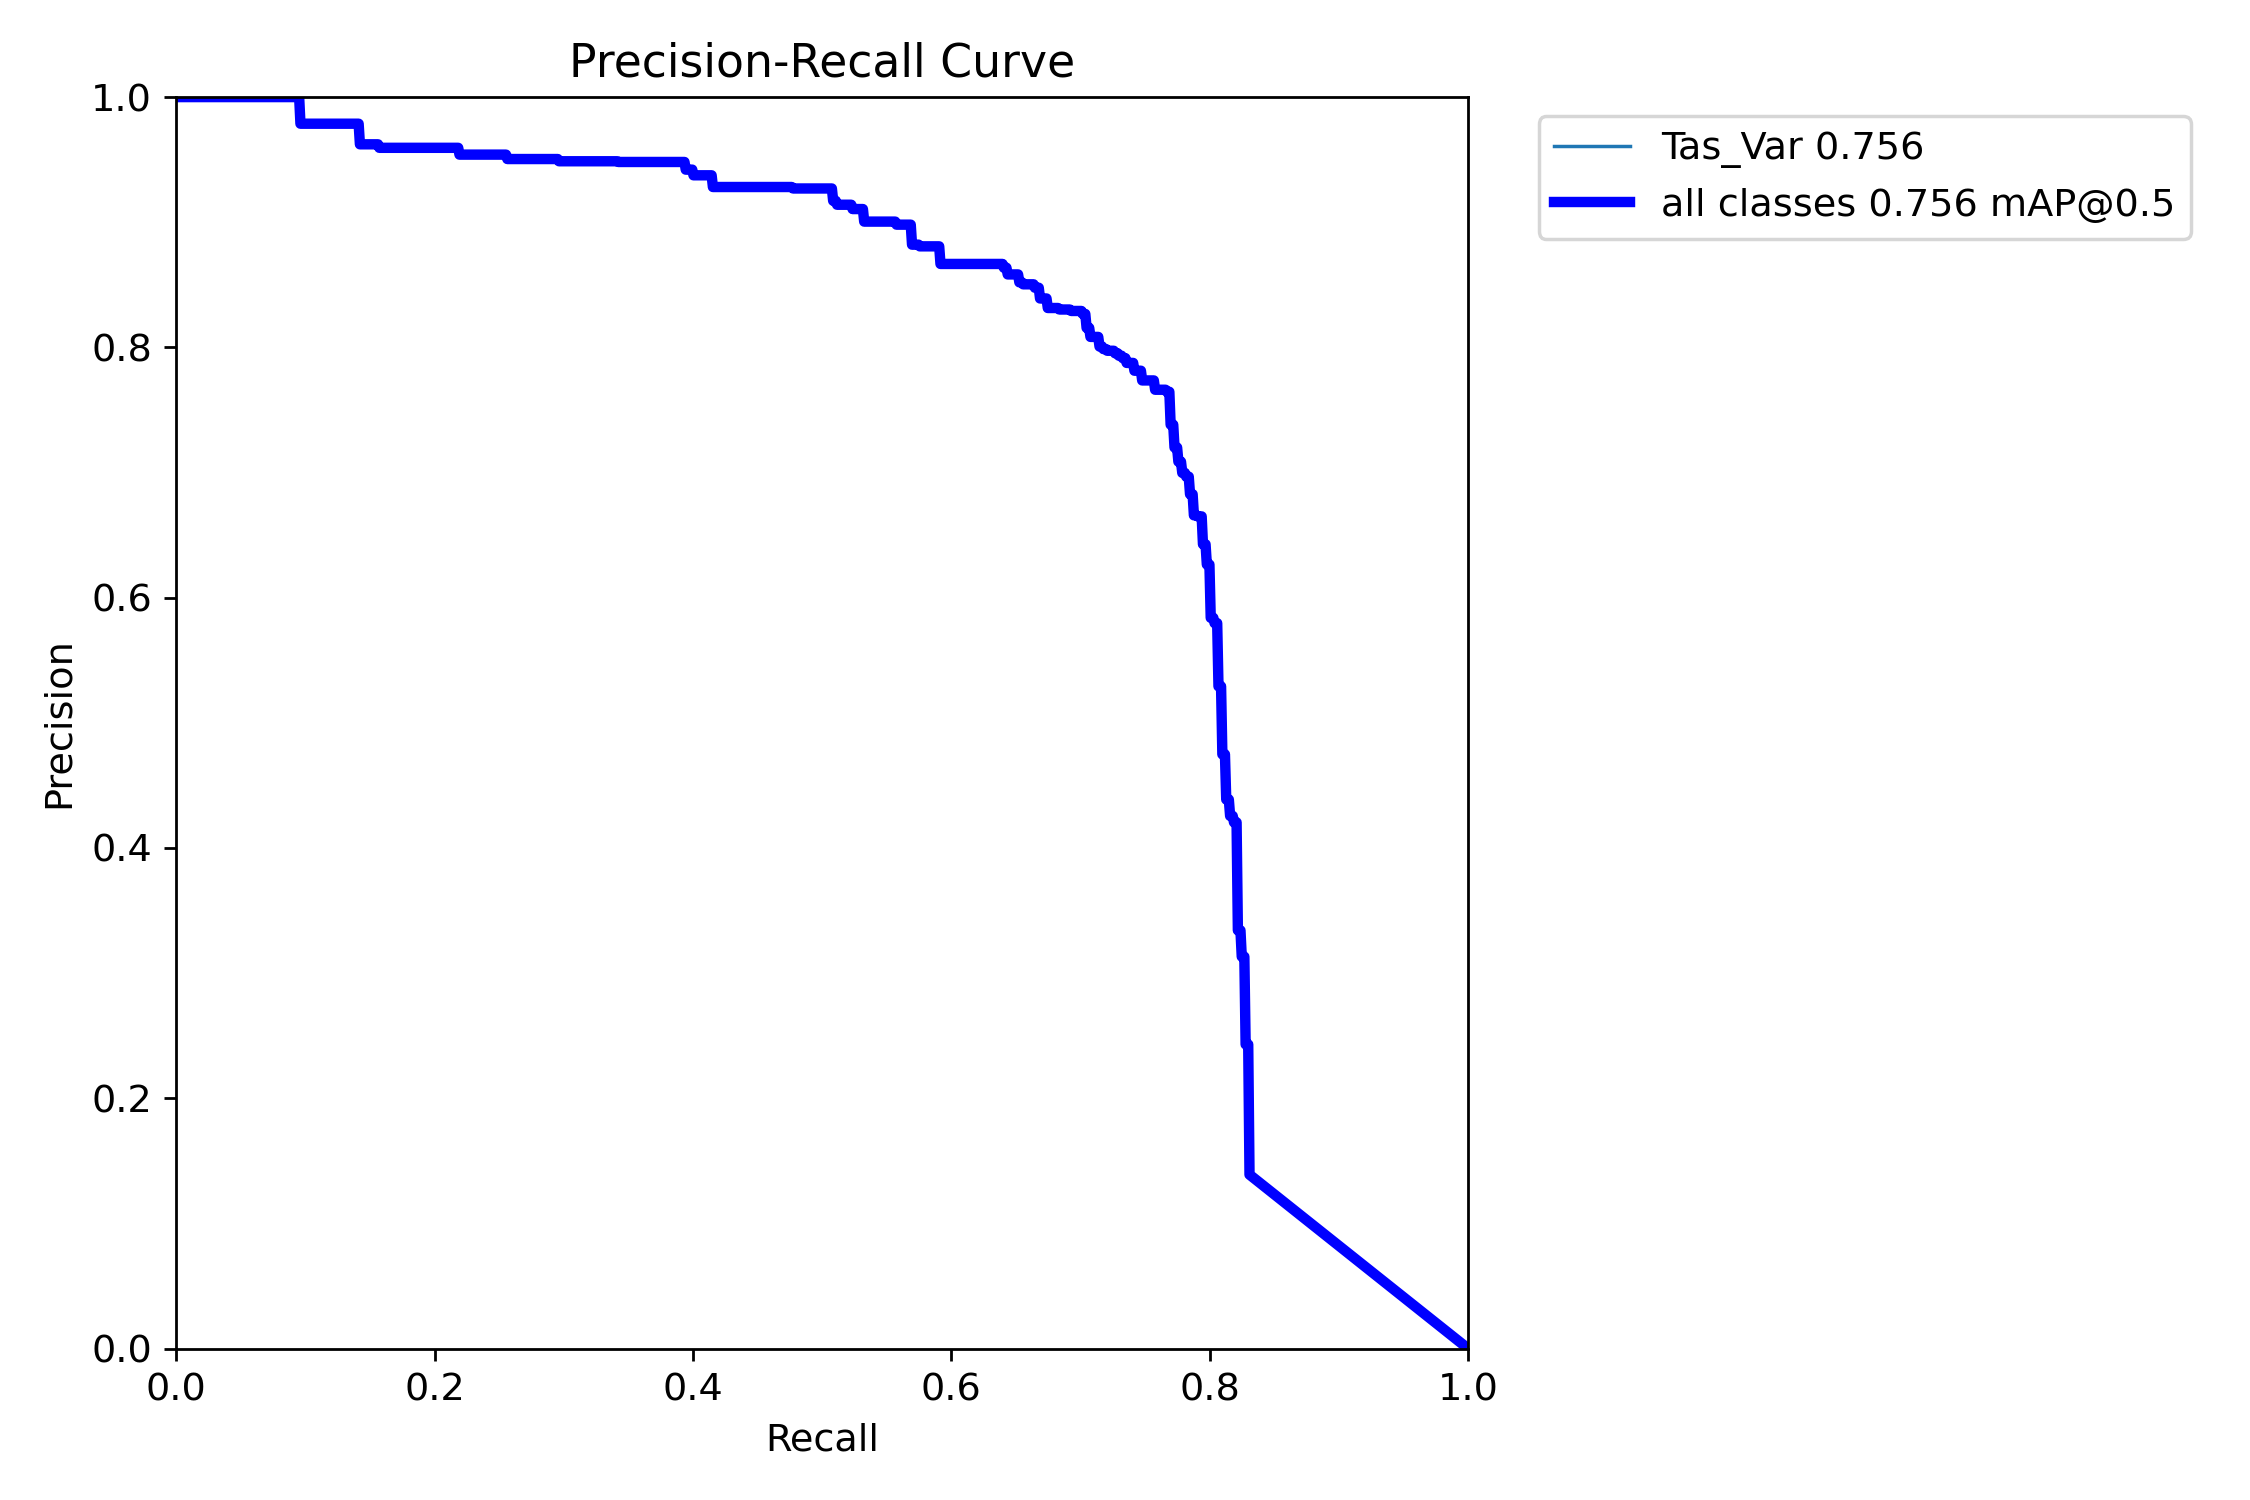 Precision-Recall Curve
1.0
0.8
0.6
0.4
0.2
0.0
Precision
0.0 0.2 0.4 0.6 0.8 1.0
Recall
Tas_Var 0.756
all classes 0.756 mAP@0.5